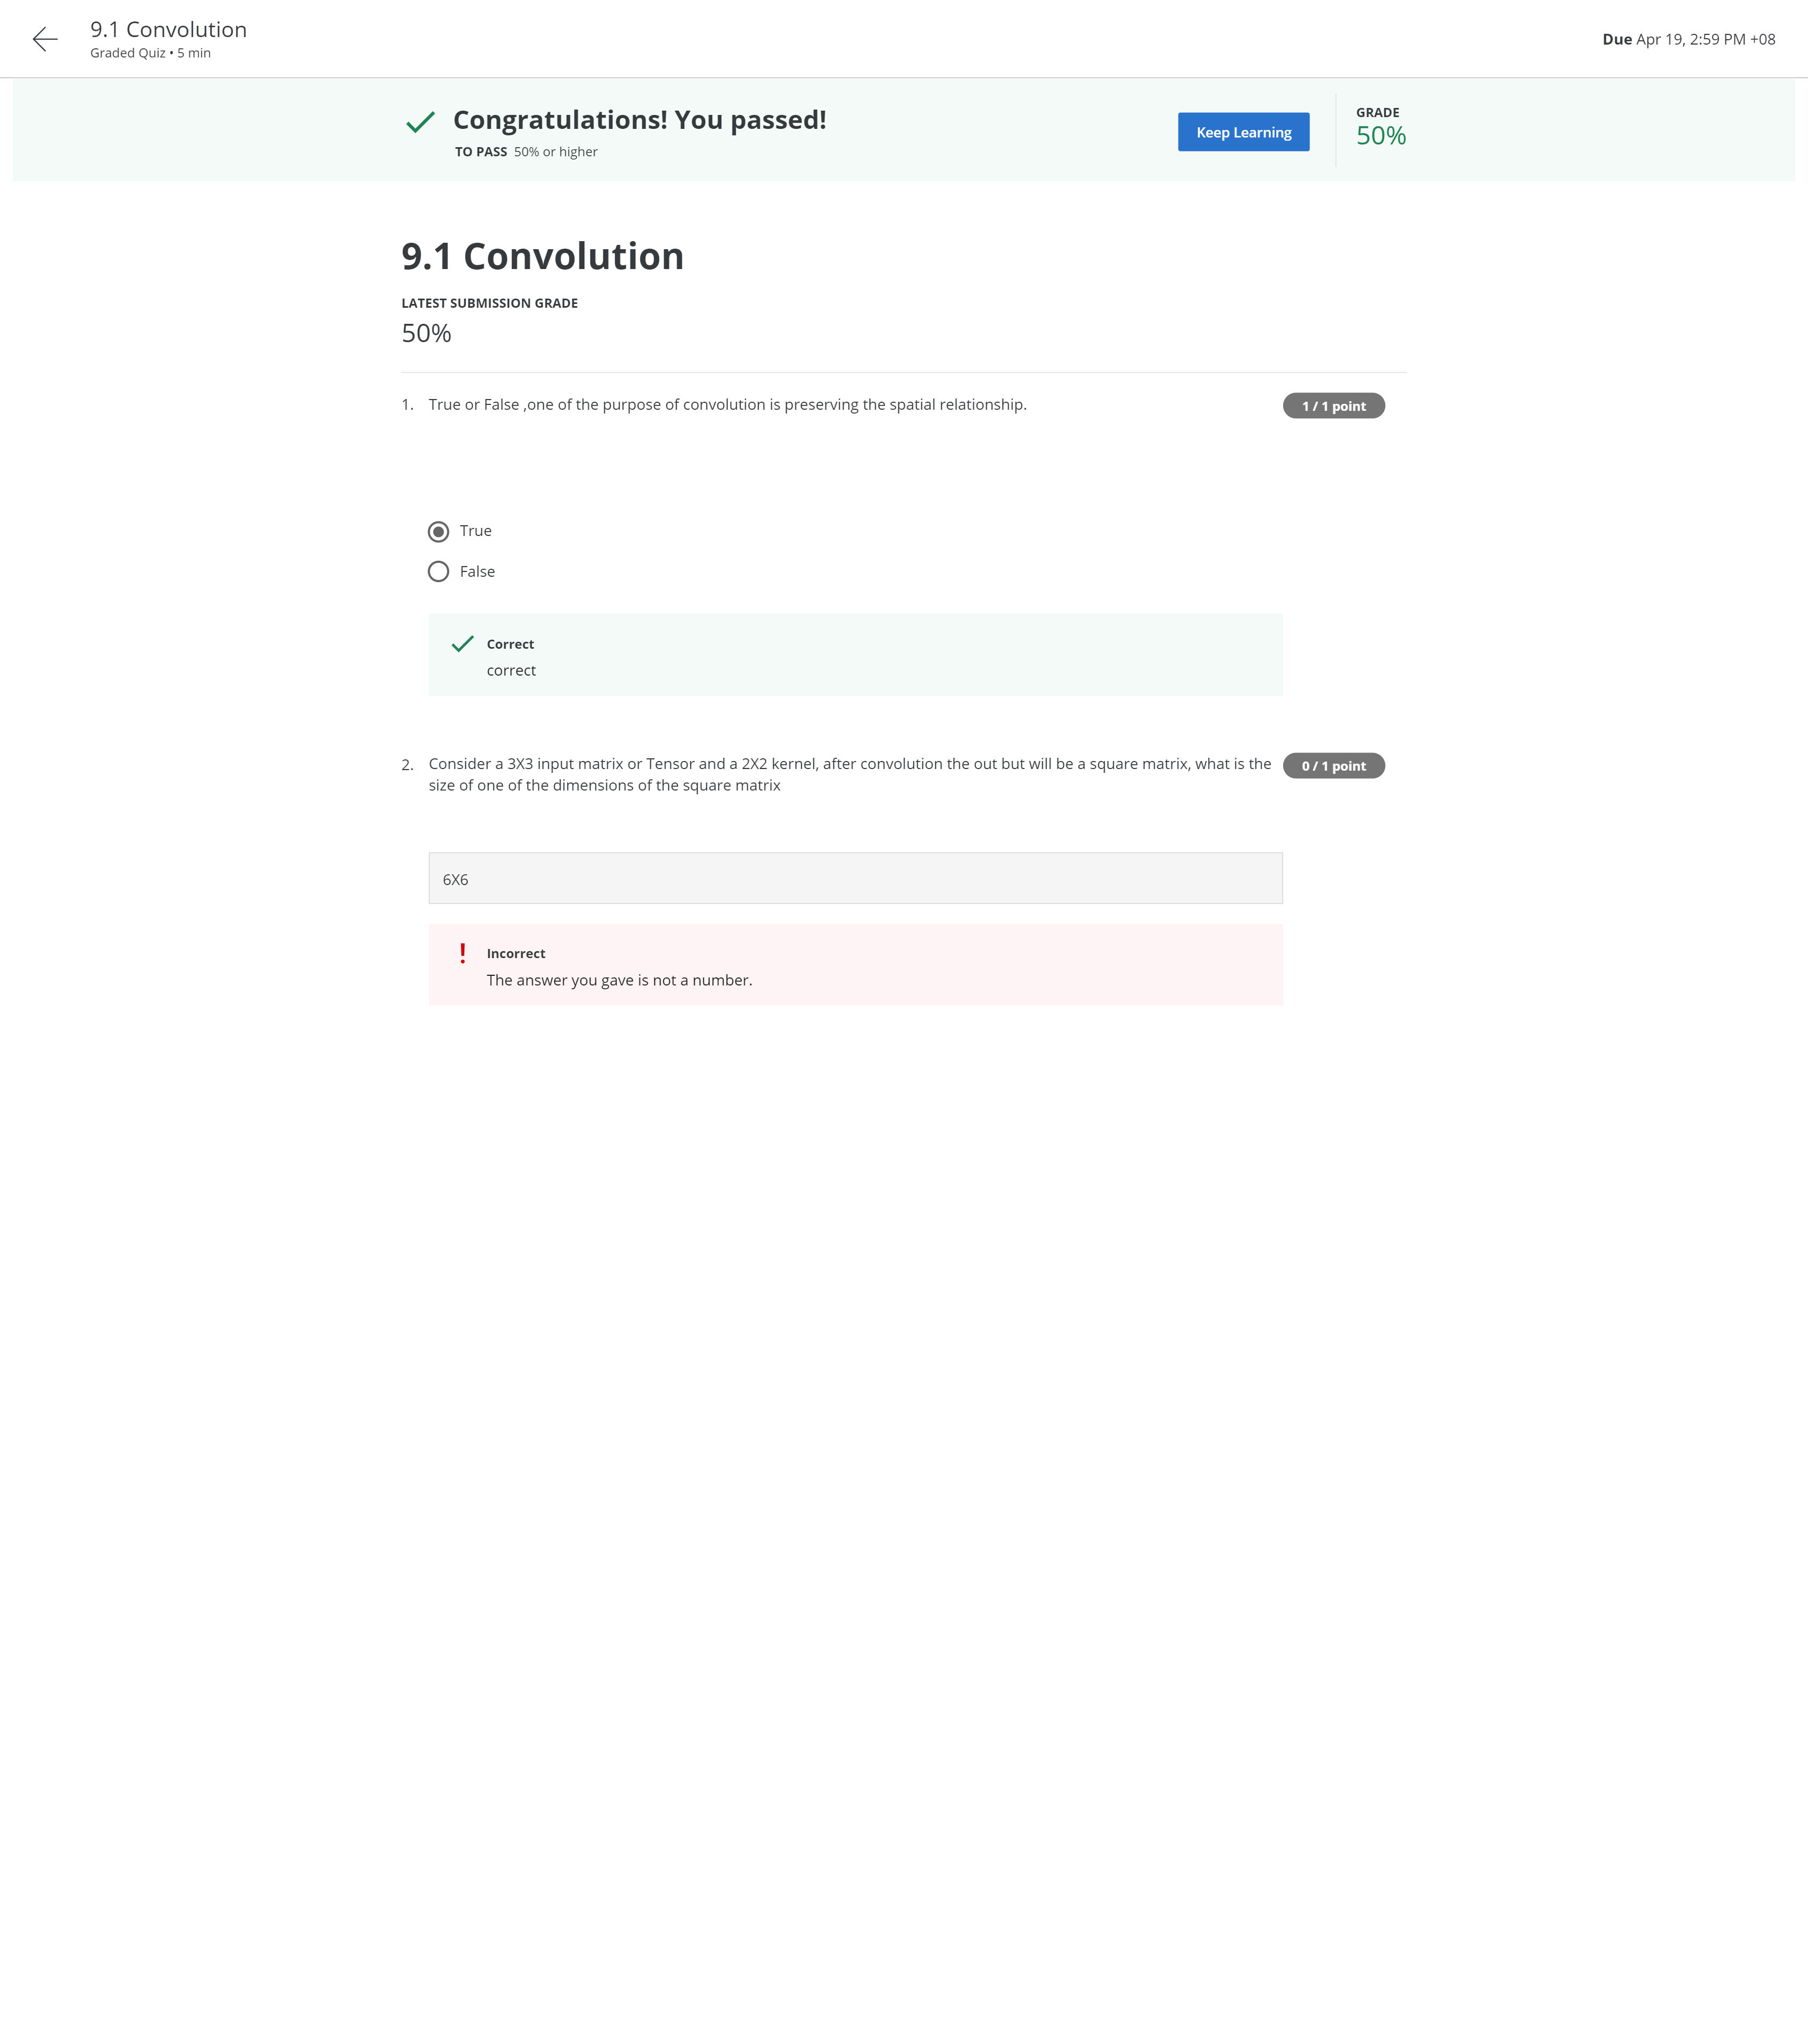 9.1 Convolution
Graded Quiz • 5 min
Due Apr 19, 2:59 PM +08
Congratulations! You passed!
TO PASS 50% or higher
Keep Learning
GRADE
50%
9.1 Convolution
LATEST SUBMISSION GRADE
50%
1. True or False ,one of the purpose of convolution is preserving the spatial relationship.
1 / 1 point
True
False
Correct
correct
2. Consider a 3X3 input matrix or Tensor and a 2X2 kernel, after convolution the out but will be a square matrix, what is the
size of one of the dimensions of the square matrix
0 / 1 point
6X6
Incorrect
The answer you gave is not a number.